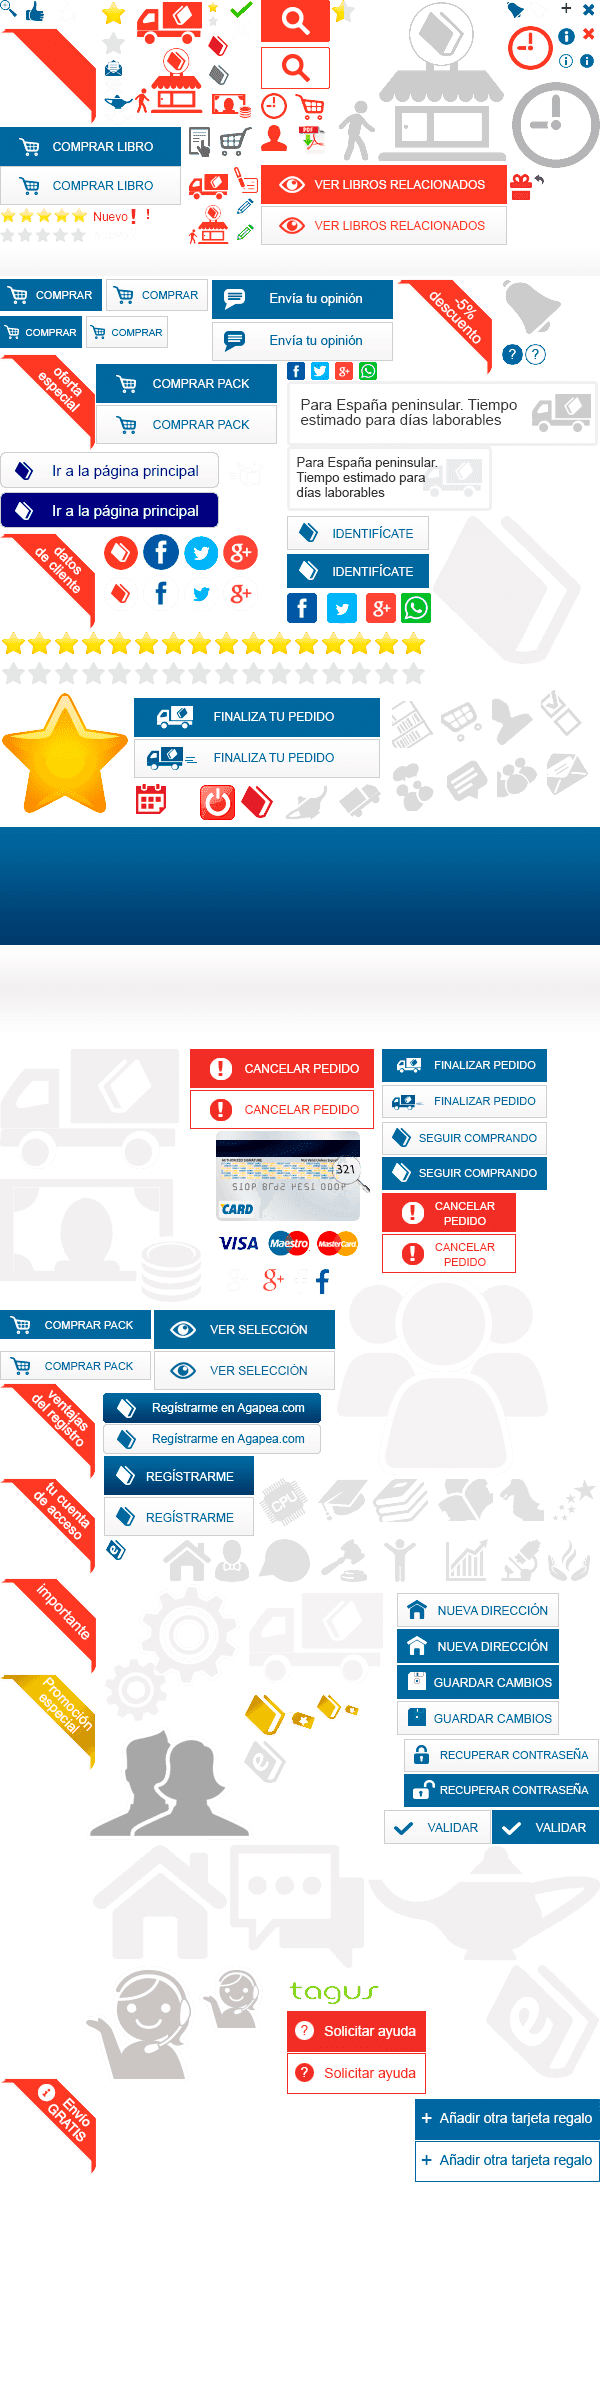 PDF
COMPRAR LIBRO
COMPRAR LIBRO
VER LIBROS RELACIONADOS
VER LIBROS RELACIONADOS
Nuevo!
!
COMPRAR
COMPRAR
COMPRAR
COMPRAR
Envía tu opinión
Envía tu opinión
-5%
descuento
?
?
oferta
especial
COMPRAR PACK
COMPRAR PACK
Para España peninsular. Tiempo
estimado para días laborables
Para España peninsular.
Tiempo estimado para
días laborables
Ir a la página principal
Ir a la página principal
IDENTIFÍCATE
IDENTIFÍCATE
datos
de cliente
f
g+
f
g+
f
g+
FINALIZA TU PEDIDO
FINALIZA TU PEDIDO
CANCELAR PEDIDO
CANCELAR PEDIDO
FINALIZAR PEDIDO
FINALIZAR PEDIDO
SEGUIR COMPRANDO
SEGUIR COMPRANDO
CANCELAR
PEDIDO
CANCELAR
PEDIDO
AUTHORIZED SIGNATURE
321
CARD
VISA
Maestro
MasterCard
g+
f
COMPRAR PACK
COMPRAR PACK
VER SELECCIÓN
VER SELECCIÓN
ventajas
del registro
Regístrarme en Agapea.com
Regístrarme en Agapea.com
REGÍSTRARME
REGÍSTRARME
tu cuenta
de acceso
CPU
e
importante
NUEVA DIRECCIÓN
NUEVA DIRECCIÓN
GUARDAR CAMBIOS
GUARDAR CAMBIOS
Promoción
especial
e
RECUPERAR CONTRASEÑA
RECUPERAR CONTRASEÑA
VALIDAR
VALIDAR
tagus
e
? Solicitar ayuda
? Solicitar ayuda
i Envío
GRATIS
+ Añadir otra tarjeta regalo
+ Añadir otra tarjeta regalo